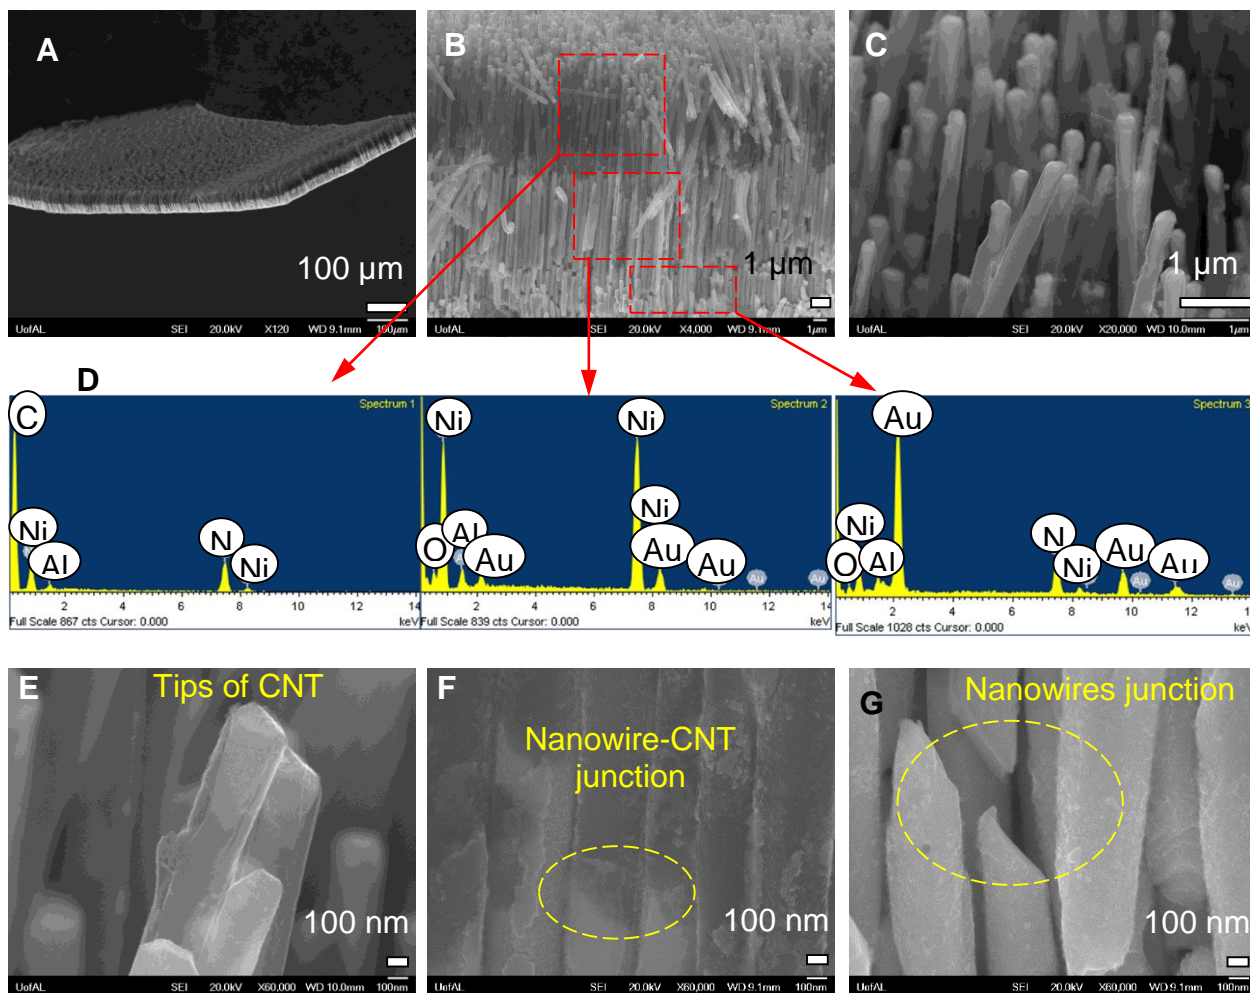 A
100 µm
UofAL SEI 20.0kV X120 WD 9.1mm 100µm
B
1 µm
UofAL SEI 20.0kV X4,000 WD 9.1mm 1µm
C
1 µm
UofAL SEI 20.0kV X20,000 WD 10.0mm 1µm
D
Spectrum 1
C
Ni
Al
N
Ni
2 4 6 8 10 12 14
Full Scale 867 cts Cursor: 0.000 keV
Spectrum 2
Ni
Ni
O
Al
Au
Ni
Au
Au
Au
Au
2 4 6 8 10 12 14
Full Scale 839 cts Cursor: 0.000 keV
Spectrum 3
Au
Ni
O
Al
N
Ni
Au
Au
Au
Au
2 4 6 8 10 12
Full Scale 1028 cts Cursor: 0.000 keV
E
Tips of CNT
100 nm
UofAL SEI 20.0kV X60,000 WD 10.0mm 100nm
F
Nanowire-CNT
junction
100 nm
UofAL SEI 20.0kV X60,000 WD 9.1mm 100nm
G
Nanowires junction
100 nm
UofAL SEI 20.0kV X60,000 WD 9.1mm 100nm